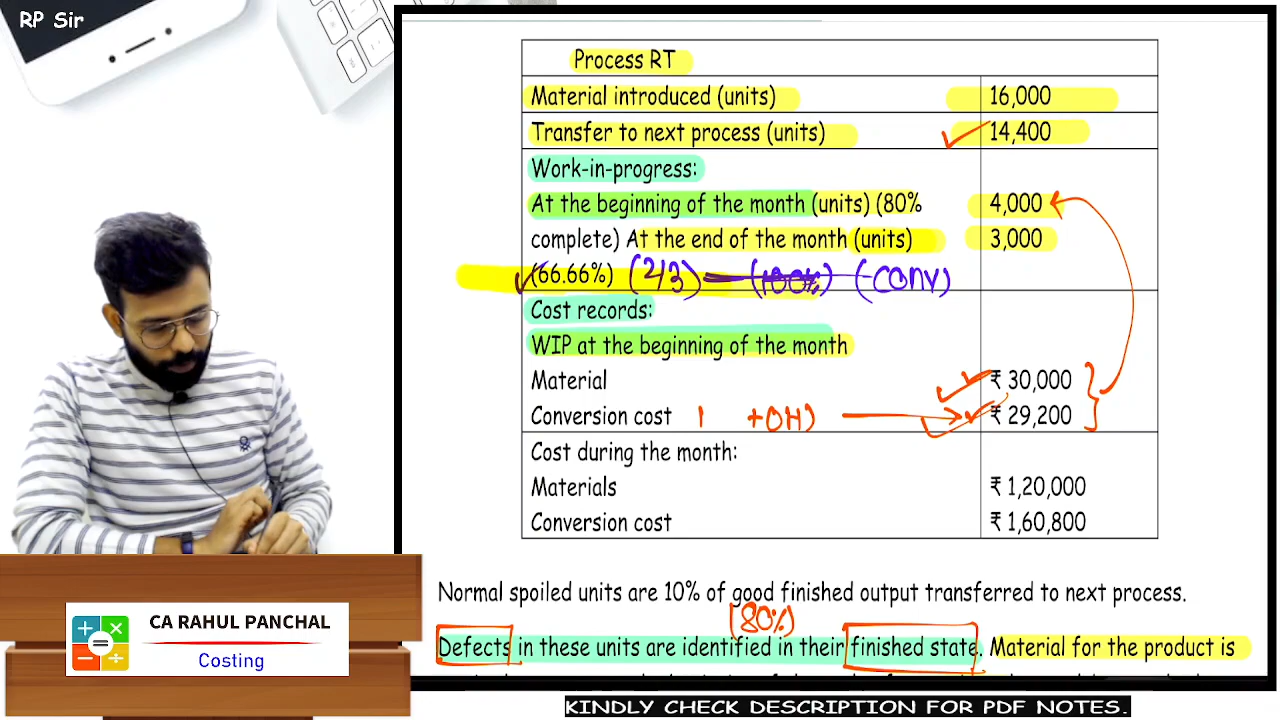 RP Sir
Process RT
Material introduced (units) 16,000
Transfer to next process (units) 14,400
Work-in-progress:
At the beginning of the month (units) (80% 4,000
complete) At the end of the month (units) 3,000
(66.66%) (2/3) (100%) (CONV)
Cost records:
WIP at the beginning of the month
Material ₹ 30,000
Conversion cost +OH) ₹ 29,200
Cost during the month:
Materials ₹ 1,20,000
Conversion cost ₹ 1,60,800
Normal spoiled units are 10% of good finished output transferred to next process.
(80%)
Defects in these units are identified in their finished state. Material for the product is
CA RAHUL PANCHAL
Costing
KINDLY CHECK DESCRIPTION FOR PDF NOTES.